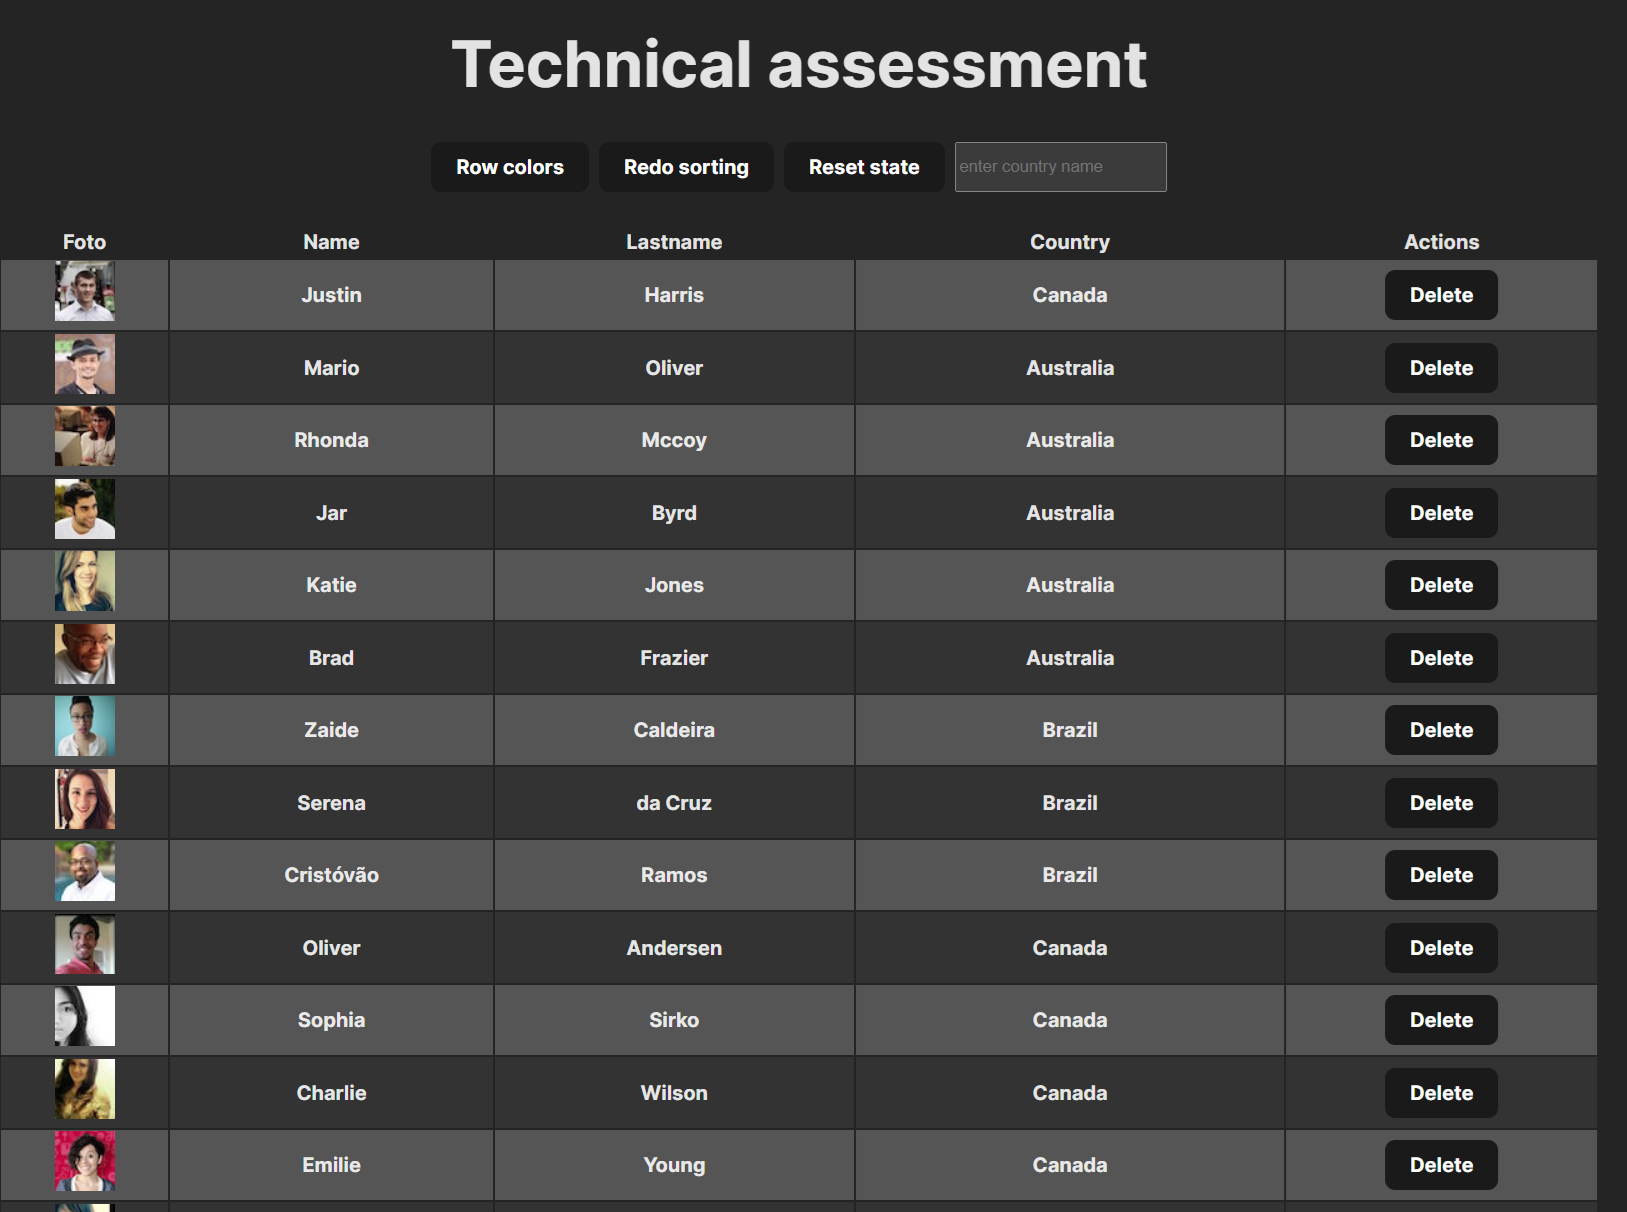 Technical assessment
Row colors Redo sorting Reset state enter country name
Foto Name Lastname Country Actions
Justin Harris Canada Delete
Mario Oliver Australia Delete
Rhonda Mccoy Australia Delete
Jar Byrd Australia Delete
Katie Jones Australia Delete
Brad Frazier Australia Delete
Zaide Caldeira Brazil Delete
Serena da Cruz Brazil Delete
Cristóvão Ramos Brazil Delete
Oliver Andersen Canada Delete
Sophia Sirko Canada Delete
Charlie Wilson Canada Delete
Emilie Young Canada Delete